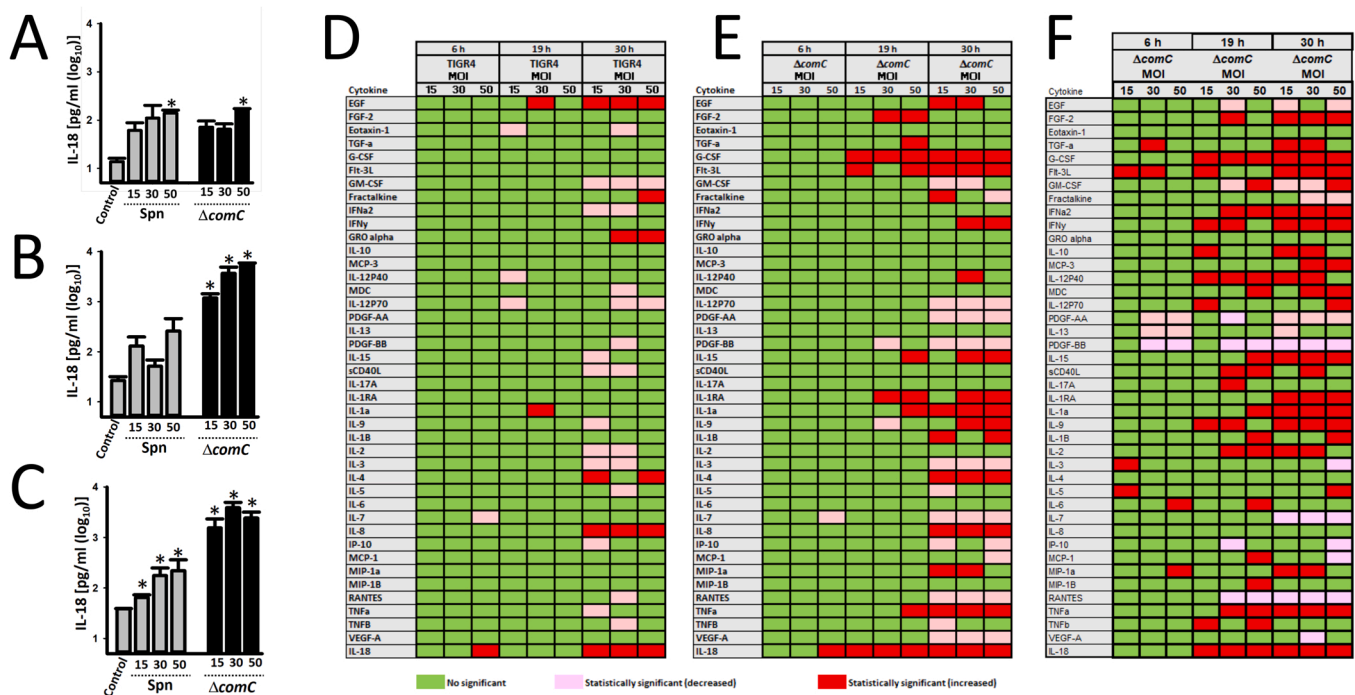 A
IL-18 [pg/ml (log10)]
4
3
2
1
*
*
Control
15 30 50
15 30 50
Spn
ΔcomC
B
IL-18 [pg/ml (log10)]
4
3
2
1
*
*
*
Control
15 30 50
15 30 50
Spn
ΔcomC
C
IL-18 [pg/ml (log10)]
4
3
2
1
*
*
*
*
*
*
Control
15 30 50
15 30 50
Spn
ΔcomC
D
6 h 19 h 30 h
TIGR4 TIGR4 TIGR4
MOI MOI MOI
Cytokine 15 30 50 15 30 50 15 30 50
EGF
FGF-2
Eotaxin-1
TGF-a
G-CSF
Flt-3L
GM-CSF
Fractalkine
IFNa2
IFNy
GRO alpha
IL-10
MCP-3
IL-12P40
MDC
IL-12P70
PDGF-AA
IL-13
PDGF-BB
IL-15
sCD40L
IL-17A
IL-1RA
IL-1a
IL-9
IL-1B
IL-2
IL-3
IL-4
IL-5
IL-6
IL-7
IL-8
IP-10
MCP-1
MIP-1a
MIP-1B
RANTES
TNFa
TNFB
VEGF-A
IL-18
E
6 h 19 h 30 h
ΔcomC ΔcomC ΔcomC
MOI MOI MOI
Cytokine 15 30 50 15 30 50 15 30 50
EGF
FGF-2
Eotaxin-1
TGF-a
G-CSF
Flt-3L
GM-CSF
Fractalkine
IFNa2
IFNy
GRO alpha
IL-10
MCP-3
IL-12P40
MDC
IL-12P70
PDGF-AA
IL-13
PDGF-BB
IL-15
sCD40L
IL-17A
IL-1RA
IL-1a
IL-9
IL-1B
IL-2
IL-3
IL-4
IL-5
IL-6
IL-7
IL-8
IP-10
MCP-1
MIP-1a
MIP-1B
RANTES
TNFa
TNFB
VEGF-A
IL-18
F
6 h 19 h 30 h
ΔcomC ΔcomC ΔcomC
MOI MOI MOI
Cytokine 15 30 50 15 30 50 15 30 50
EGF
FGF-2
Eotaxin-1
TGF-a
G-CSF
Flt-3L
GM-CSF
Fractalkine
IFNa2
IFNy
GRO alpha
IL-10
MCP-3
IL-12P40
MDC
IL-12P70
PDGF-AA
IL-13
PDGF-BB
IL-15
sCD40L
IL-17A
IL-1RA
IL-1a
IL-9
IL-1B
IL-2
IL-3
IL-4
IL-5
IL-6
IL-7
IL-8
IP-10
MCP-1
MIP-1a
MIP-1B
RANTES
TNFa
TNFb
VEGF-A
IL-18
No significant
Statistically significant (decreased)
Statistically significant (increased)